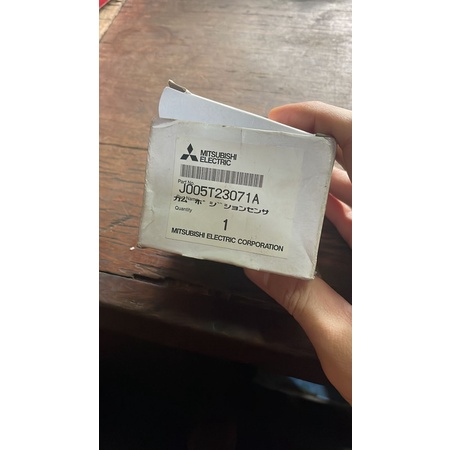 MITSUBISHI
ELECTRIC
Part No.
J005T23071A
Name
カム ポ ジ ションセンサ
Quantity
1
MITSUBISHI ELECTRIC CORPORATION